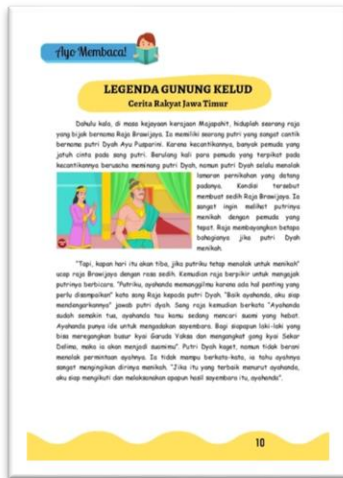 Ayo Membaca!
LEGENDA GUNUNG KELUD
Cerita Rakyat Jawa Timur
Dahulu kala, di masa kejayaan kerajaan Majapahit, hiduplah seorang raja
yang bijak bernama Raja Brawijaya. Ia memiliki seorang putri yang sangat cantik
bernama putri Dyah Ayu Pusparini. Karena kecantikannya, banyak pemuda yang
jatuh cinta pada sang putri. Berulang kali para pemuda yang terpikat pada
kecantikannya berusaha meminang putri Dyah, namun putri Dyah selalu menolak
lamaran pernikahan yang datang
padanya. Kondisi tersebut
membuat sedih Raja Brawijaya. Ia
sangat ingin melihat putrinya
menikah dengan pemuda yang
tepat. Raja membayangkan betapa
bahagianya jika putri Dyah
menikah.
"Tapi, kapan hari itu akan tiba, jika putriku tetap menolak untuk menikah"
ucap raja Brawijaya dengan rasa sedih. Kemudian raja berpikir untuk mengajak
putrinya berbicara. "Putriku, ayahanda memanggilmu karena ada hal penting yang
perlu disampaikan" kata sang Raja kepada putri Dyah. "Baik ayahanda, aku siap
mendengarkannya" jawab putri dyah. Sang raja kemudian berkata "Ayahanda
sudah semakin tua, ayahanda tau kamu sedang mencari suami yang hebat.
Ayahanda punya ide untuk mengadakan sayembara. Bagi siapapun laki-laki yang
bisa meregangkan busur kyai Garuda Yaksa dan mengangkat gong kyai Sekar
Delima, maka ia akan menjadi suamimu". Putri Dyah kaget, namun tidak berani
menolak permintaan ayahnya. Ia tidak mampu berkata-kata, ia tahu ayahnya
sangat menginginkan dirinya menikah. "Jika itu yang terbaik menurut ayahanda,
aku siap mengikuti dan melaksanakan apapun hasil sayembara itu, ayahanda".
10